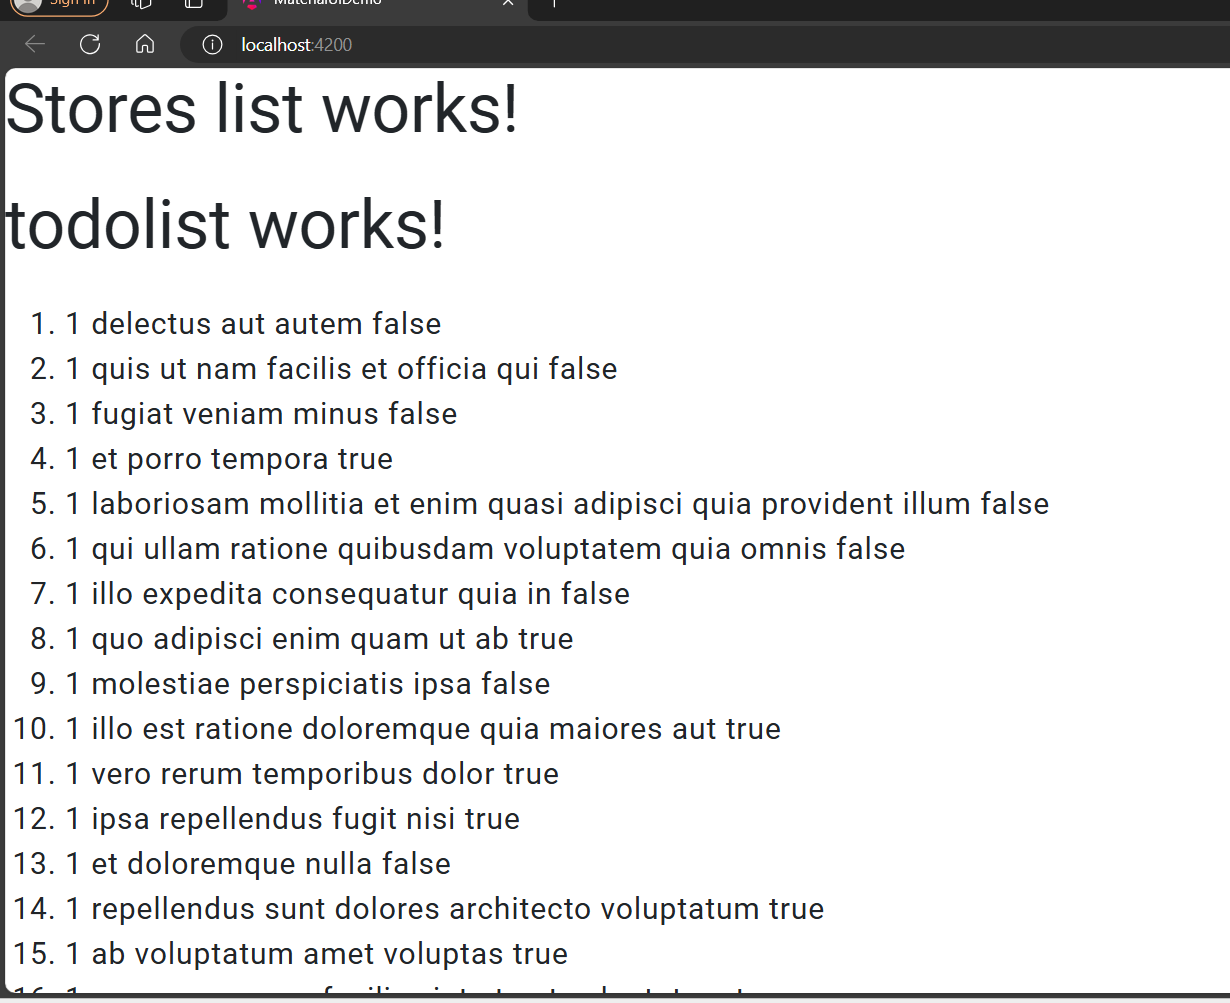 Sign in
MaterialUiDemo
localhost:4200
Stores list works!
todolist works!
1. 1 delectus aut autem false
2. 1 quis ut nam facilis et officia qui false
3. 1 fugiat veniam minus false
4. 1 et porro tempora true
5. 1 laboriosam mollitia et enim quasi adipisci quia provident illum false
6. 1 qui ullam ratione quibusdam voluptatem quia omnis false
7. 1 illo expedita consequatur quia in false
8. 1 quo adipisci enim quam ut ab true
9. 1 molestiae perspiciatis ipsa false
10. 1 illo est ratione doloremque quia maiores aut true
11. 1 vero rerum temporibus dolor true
12. 1 ipsa repellendus fugit nisi true
13. 1 et doloremque nulla false
14. 1 repellendus sunt dolores architecto voluptatum true
15. 1 ab voluptatum amet voluptas true